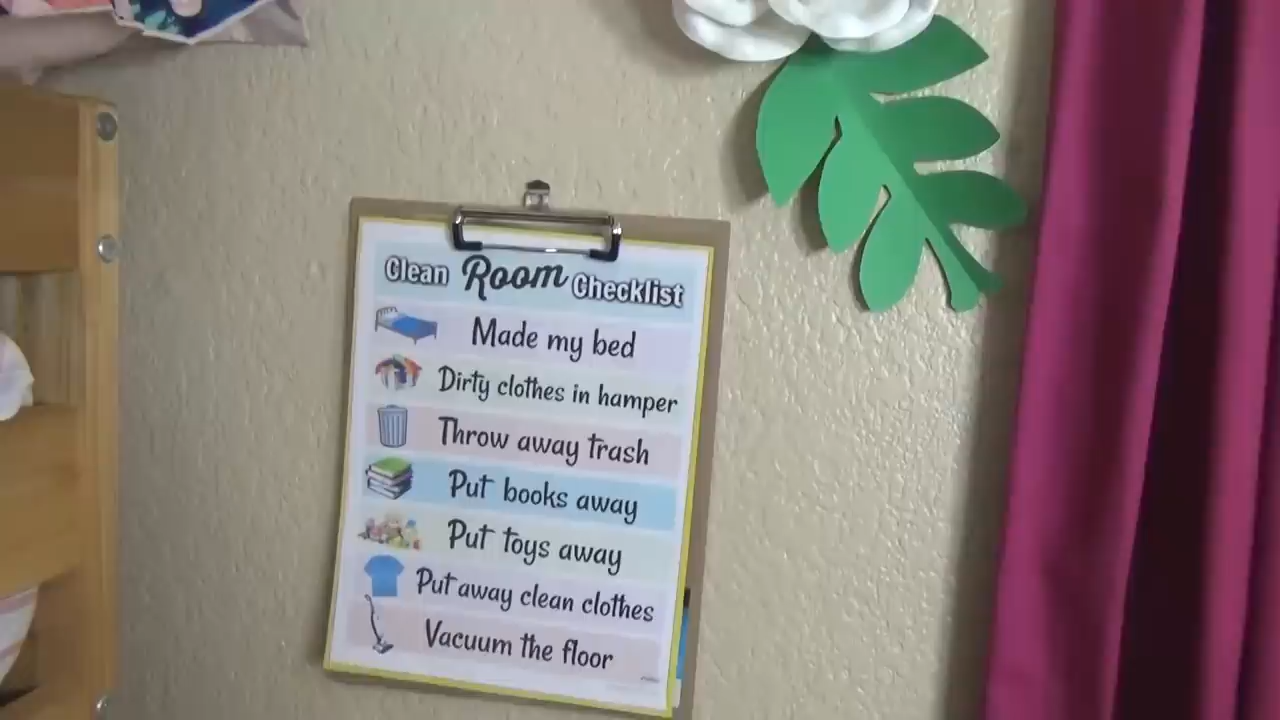 Clean Room Checklist
Made my bed
Dirty clothes in hamper
Throw away trash
Put books away
Put toys away
Put away clean clothes
Vacuum the floor